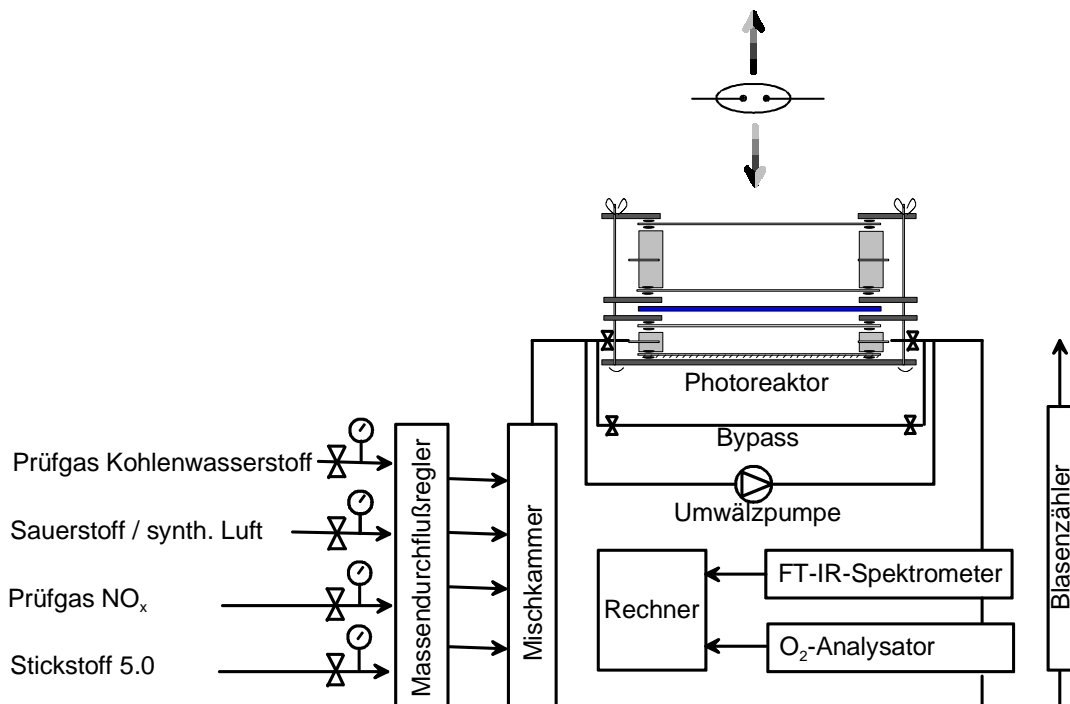 Photoreaktor
Bypass
Umwälzpumpe
Prüfgas Kohlenwasserstoff
Sauerstoff / synth. Luft
Prüfgas NOₓ
Stickstoff 5.0
Massendurchflußregler
Mischkammer
Rechner
FT-IR-Spektrometer
O₂-Analysator
Blasenzähler